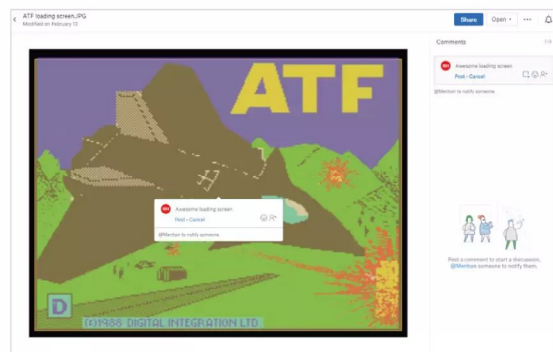 ATF loading screen.JPG
Modified on February 12
Share
Open
Comments
Awesome loading screen
Post - Cancel
@Mention to notify someone
ATF
Awesome loading screen
Post - Cancel
@Mention to notify someone
D
(C)1988 DIGITAL INTEGRATION LTD
Post a comment to start a discussion.
@Mention someone to notify them.